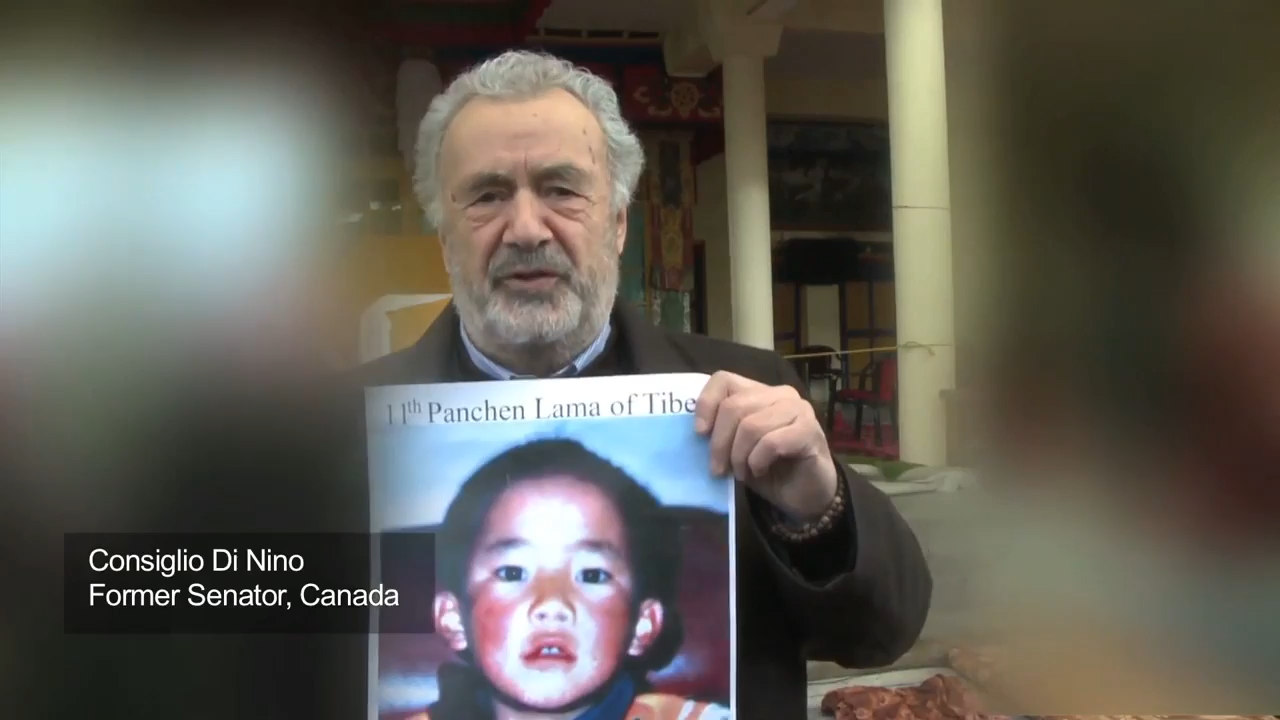 11th Panchen Lama of Tibe
Consiglio Di Nino
Former Senator, Canada